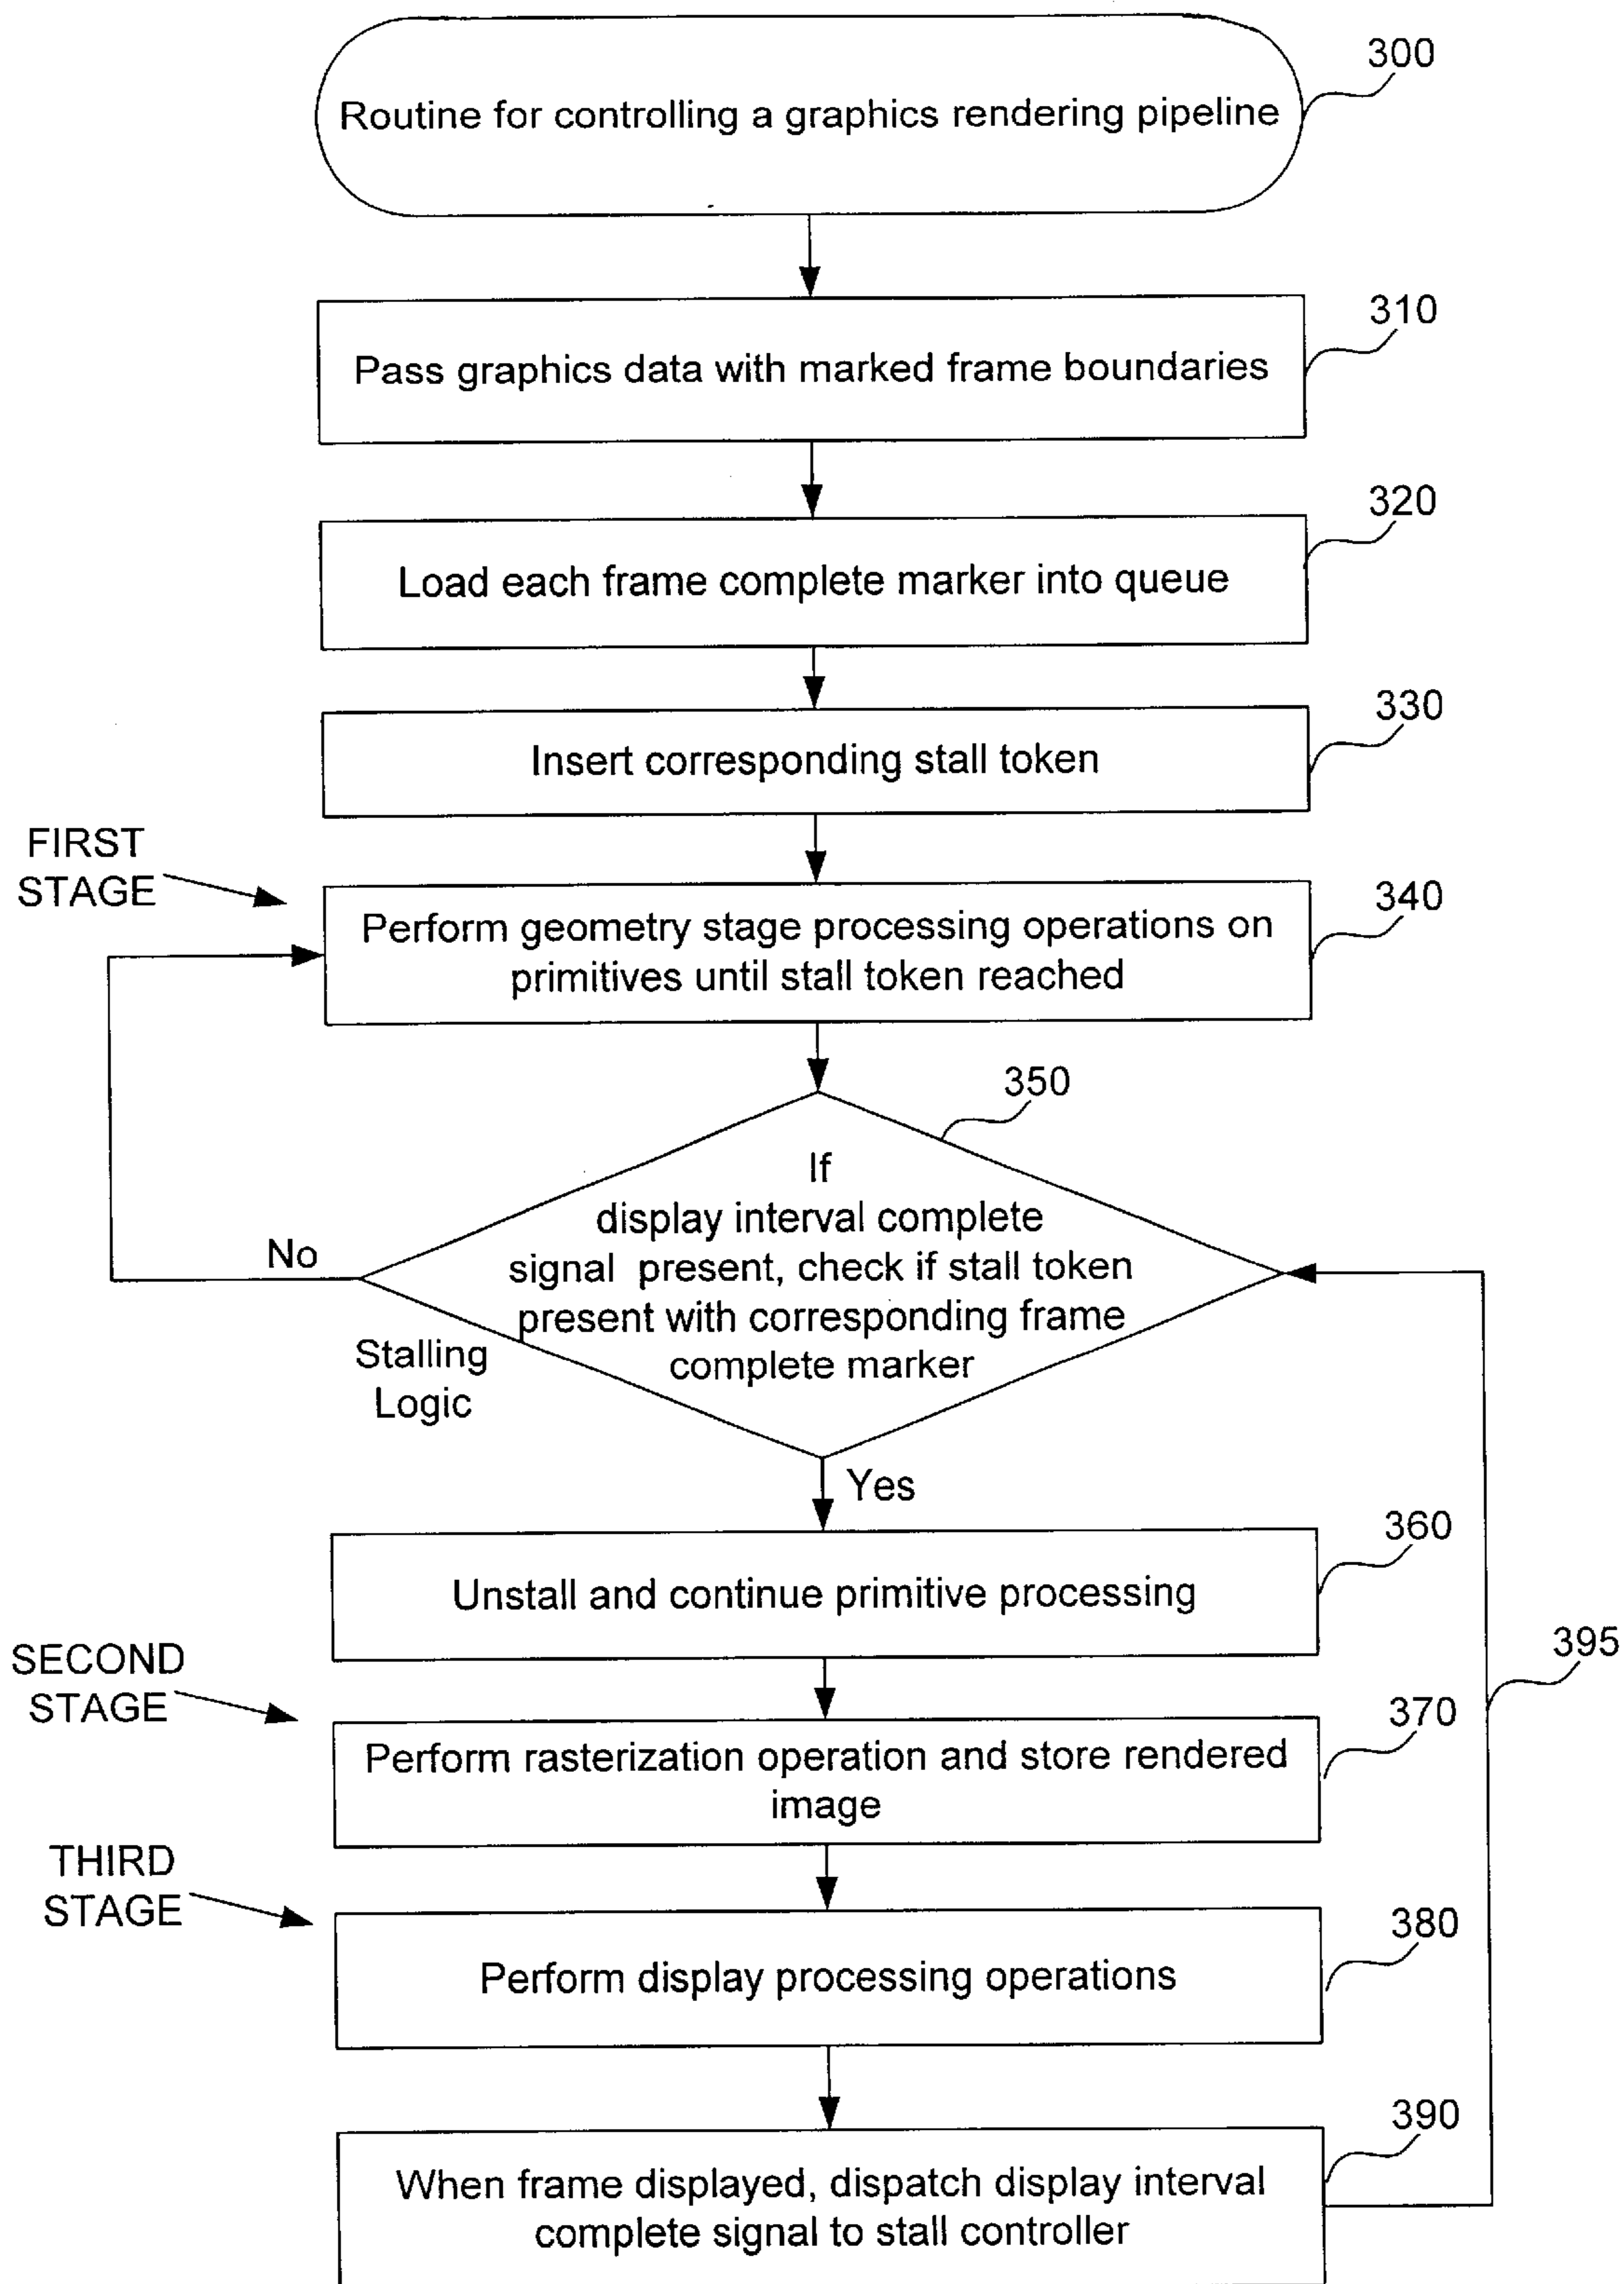 300
Routine for controlling a graphics rendering pipeline
310
Pass graphics data with marked frame boundaries
320
Load each frame complete marker into queue
330
Insert corresponding stall token
FIRST
STAGE
340
Perform geometry stage processing operations on
primitives until stall token reached
350
If
display interval complete
signal present, check if stall token
present with corresponding frame
complete marker
No
Stalling
Logic
Yes
360
Unstall and continue primitive processing
395
SECOND
STAGE
370
Perform rasterization operation and store rendered
image
THIRD
STAGE
380
Perform display processing operations
390
When frame displayed, dispatch display interval
complete signal to stall controller